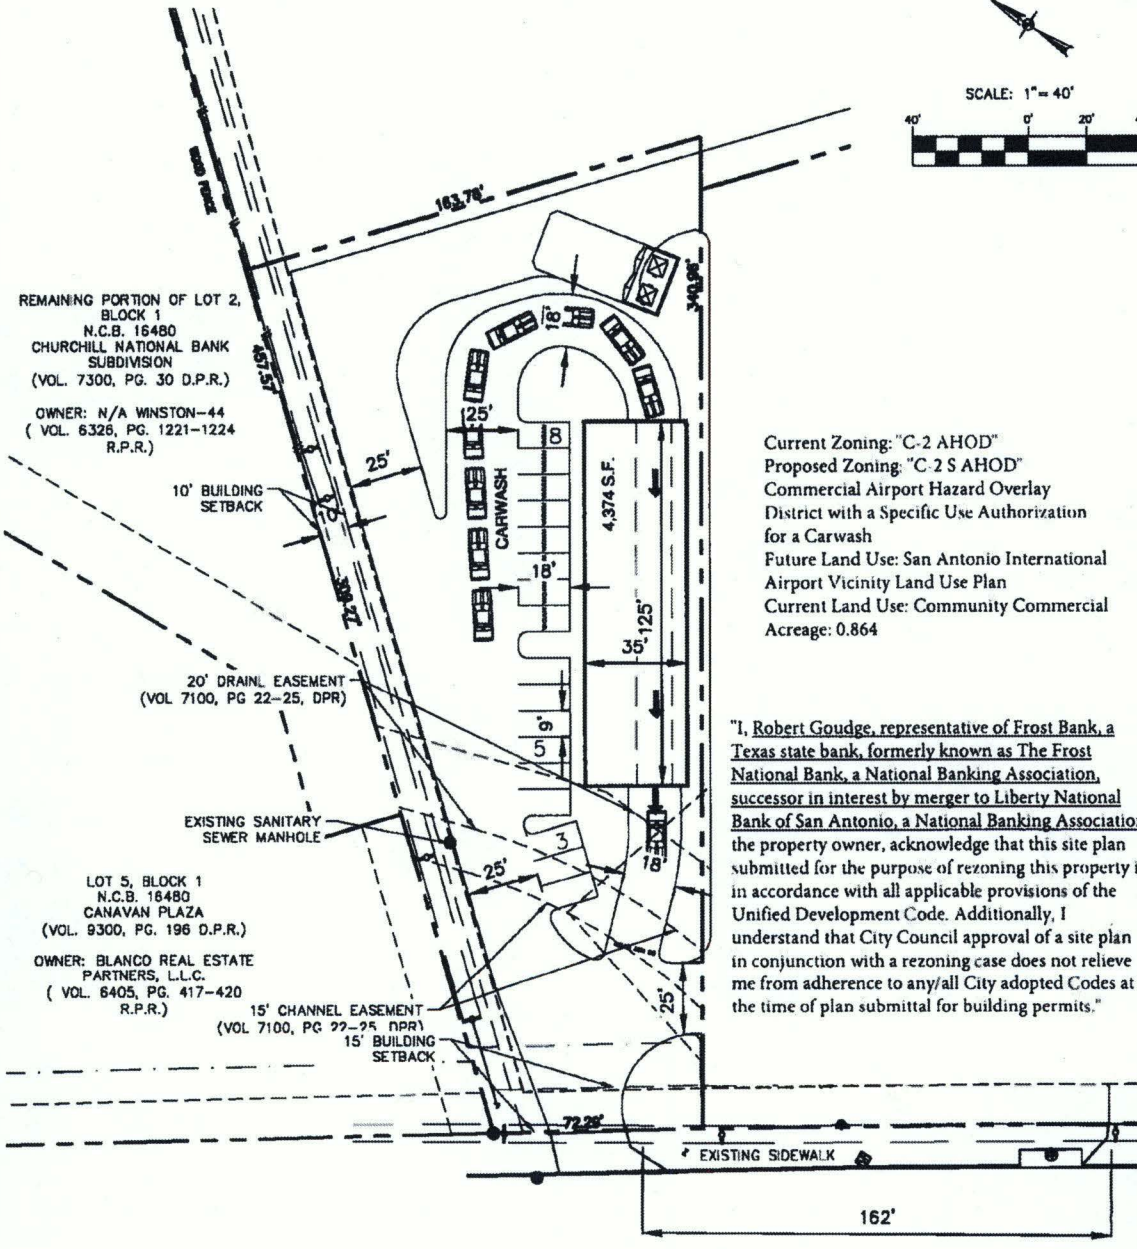 SCALE: 1"= 40'
40' 0' 20'
WOOD FENCE
163.78'
340.96'
REMAINING PORTION OF LOT 2,
BLOCK 1
N.C.B. 16480
CHURCHILL NATIONAL BANK
SUBDIVISION
(VOL. 7300, PG. 30 D.P.R.)
OWNER: N/A WINSTON-44
( VOL. 6326, PG. 1221-1224
R.P.R.)
457.57'
18'
25'
8
25'
CARWASH
4,374 S.F.
10' BUILDING
SETBACK
18'
125'
35'
Current Zoning: "C-2 AHOD"
Proposed Zoning: "C-2 S AHOD"
Commercial Airport Hazard Overlay
District with a Specific Use Authorization
for a Carwash
Future Land Use: San Antonio International
Airport Vicinity Land Use Plan
Current Land Use: Community Commercial
Acreage: 0.864
20' DRAINL EASEMENT
(VOL 7100, PG 22-25, DPR)
9'
5
EXISTING SANITARY
SEWER MANHOLE
3
18'
25'
"I, Robert Goudge, representative of Frost Bank, a
Texas state bank, formerly known as The Frost
National Bank, a National Banking Association,
successor in interest by merger to Liberty National
Bank of San Antonio, a National Banking Association
the property owner, acknowledge that this site plan
submitted for the purpose of rezoning this property i
in accordance with all applicable provisions of the
Unified Development Code. Additionally, I
understand that City Council approval of a site plan
in conjunction with a rezoning case does not relieve
me from adherence to any/all City adopted Codes at
the time of plan submittal for building permits."
LOT 5, BLOCK 1
N.C.B. 16480
CANAVAN PLAZA
(VOL. 9300, PG. 196 D.P.R.)
OWNER: BLANCO REAL ESTATE
PARTNERS, L.L.C.
( VOL. 6405, PG. 417-420
R.P.R.)
15' CHANNEL EASEMENT
(VOL 7100, PG 22-25, DPR)
15' BUILDING
SETBACK
25'
72.29'
EXISTING SIDEWALK
162'